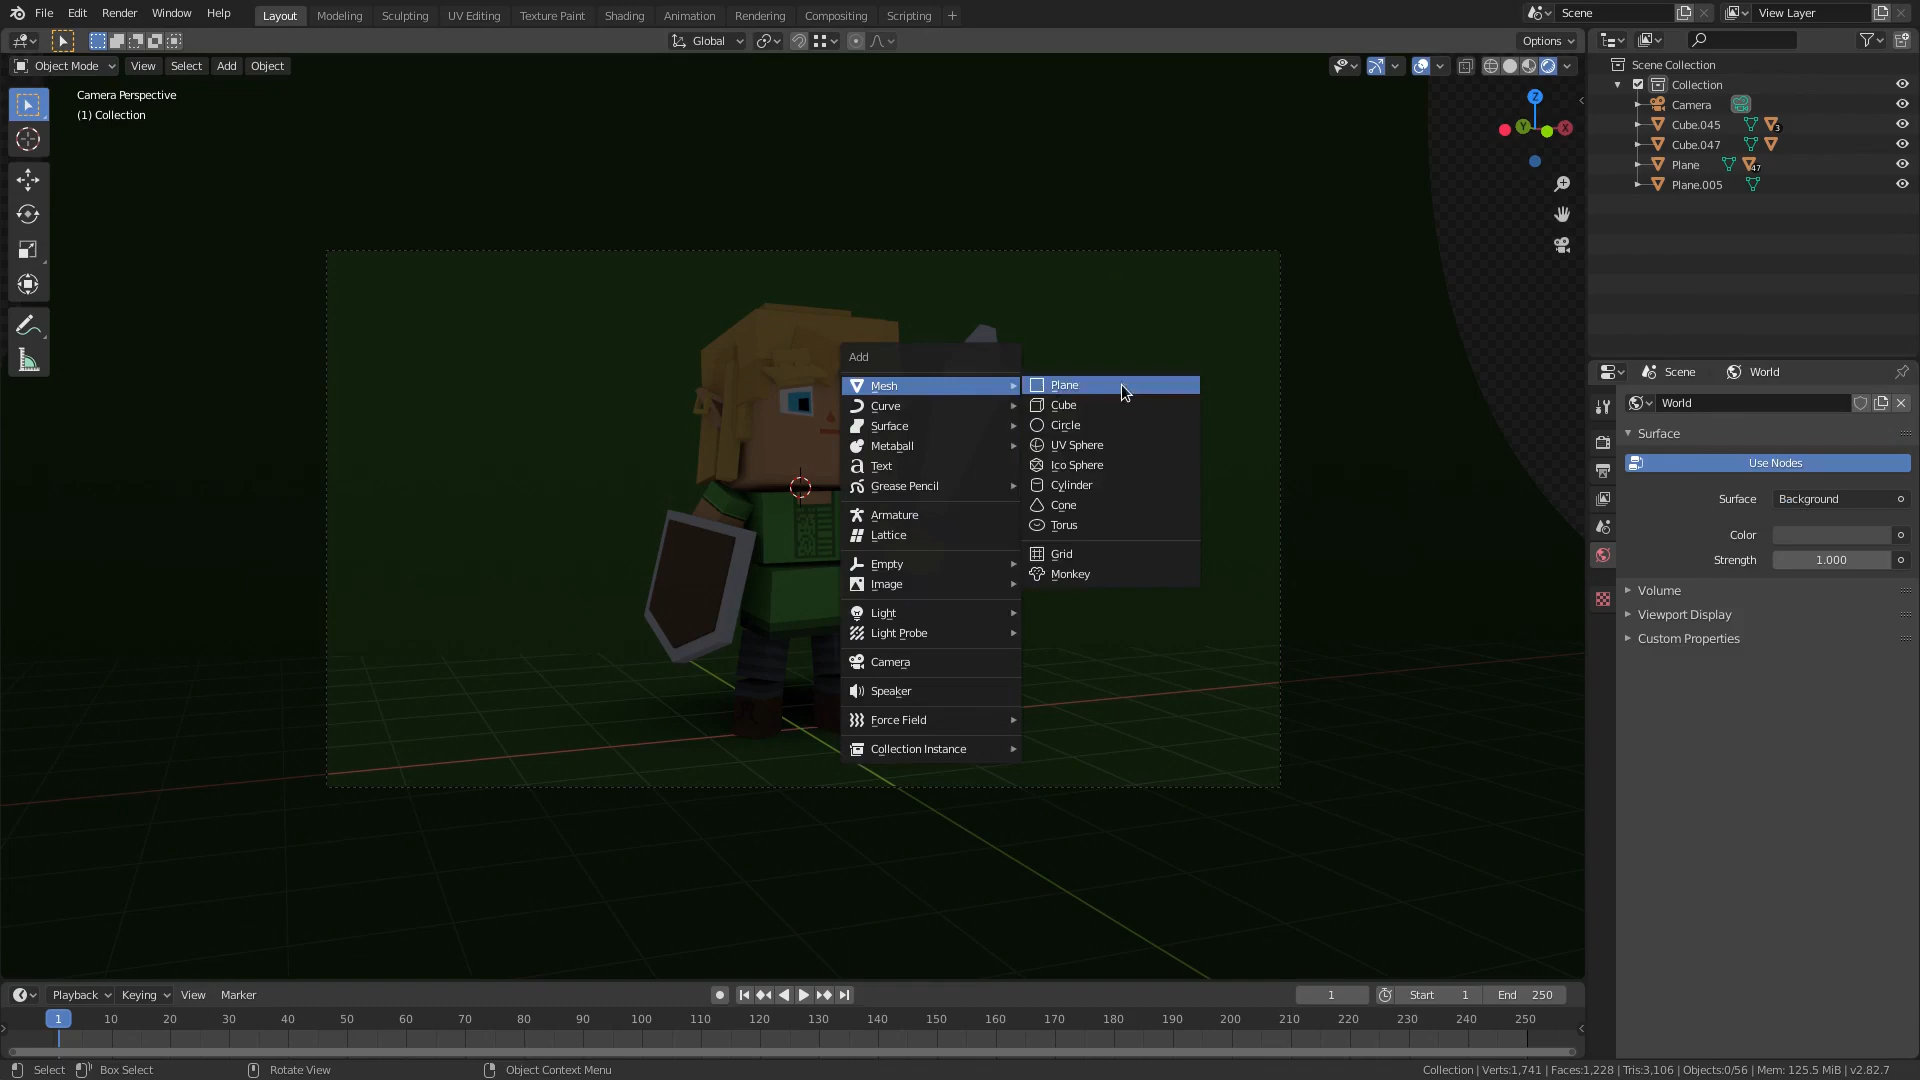 File Edit Render Window Help Layout Modeling Sculpting UV Editing Texture Paint Shading Animation Rendering Compositing Scripting + Scene View Layer
Global Options
Object Mode View Select Add Object
Camera Perspective
(1) Collection
Z
Y
X
Scene Collection
Collection
Camera
Cube.045 3
Cube.047
Plane 47
Plane.005
Add
Mesh
Curve
Surface
Metaball
Text
Grease Pencil
Armature
Lattice
Empty
Image
Light
Light Probe
Camera
Speaker
Force Field
Collection Instance
Plane
Cube
Circle
UV Sphere
Ico Sphere
Cylinder
Cone
Torus
Grid
Monkey
Scene World
World
Surface
Use Nodes
Surface Background
Color
Strength 1.000
Volume
Viewport Display
Custom Properties
Playback Keying View Marker 1 Start 1 End 250
1 10 20 30 40 50 60 70 80 90 100 110 120 130 140 150 160 170 180 190 200 210 220 230 240 250
Select Box Select Rotate View Object Context Menu Collection | Verts:1,741 | Faces:1,228 | Tris:3,106 | Objects:0/56 | Mem: 125.5 MiB | v2.82.7